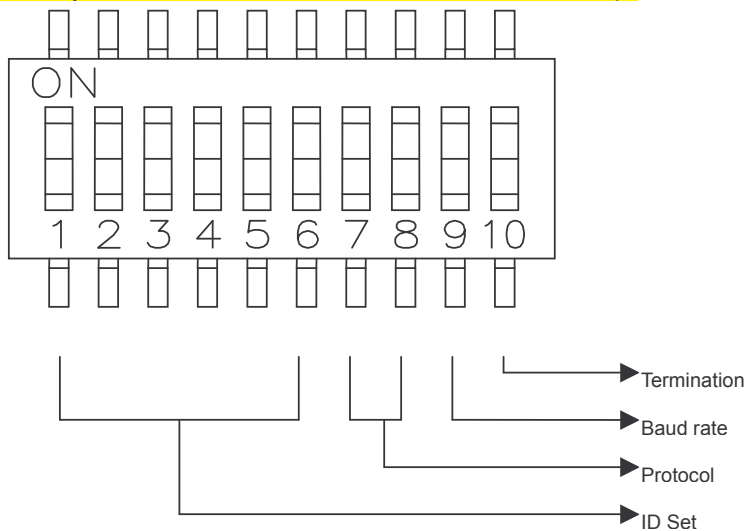 ON
1 2 3 4 5 6 7 8 9 10
Termination
Baud rate
Protocol
ID Set